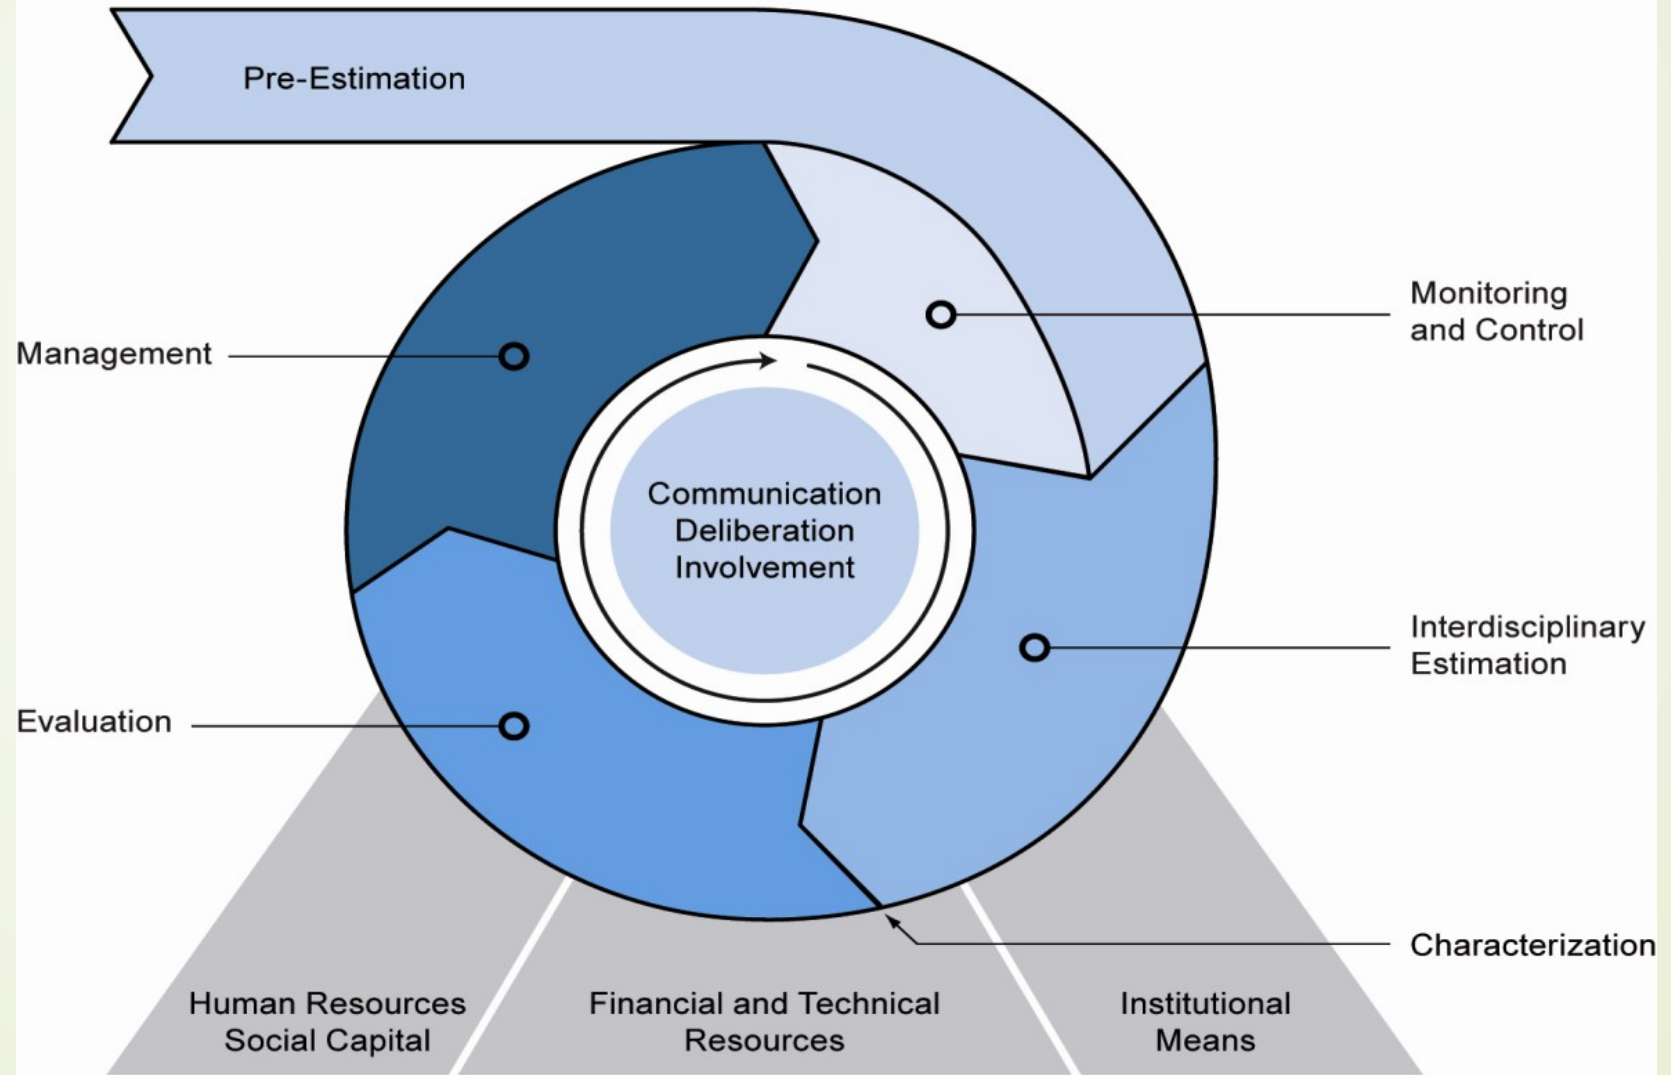 Pre-Estimation
Monitoring
and Control
Management
Communication
Deliberation
Involvement
Interdisciplinary
Estimation
Evaluation
Characterization
Human Resources
Social Capital
Financial and Technical
Resources
Institutional
Means